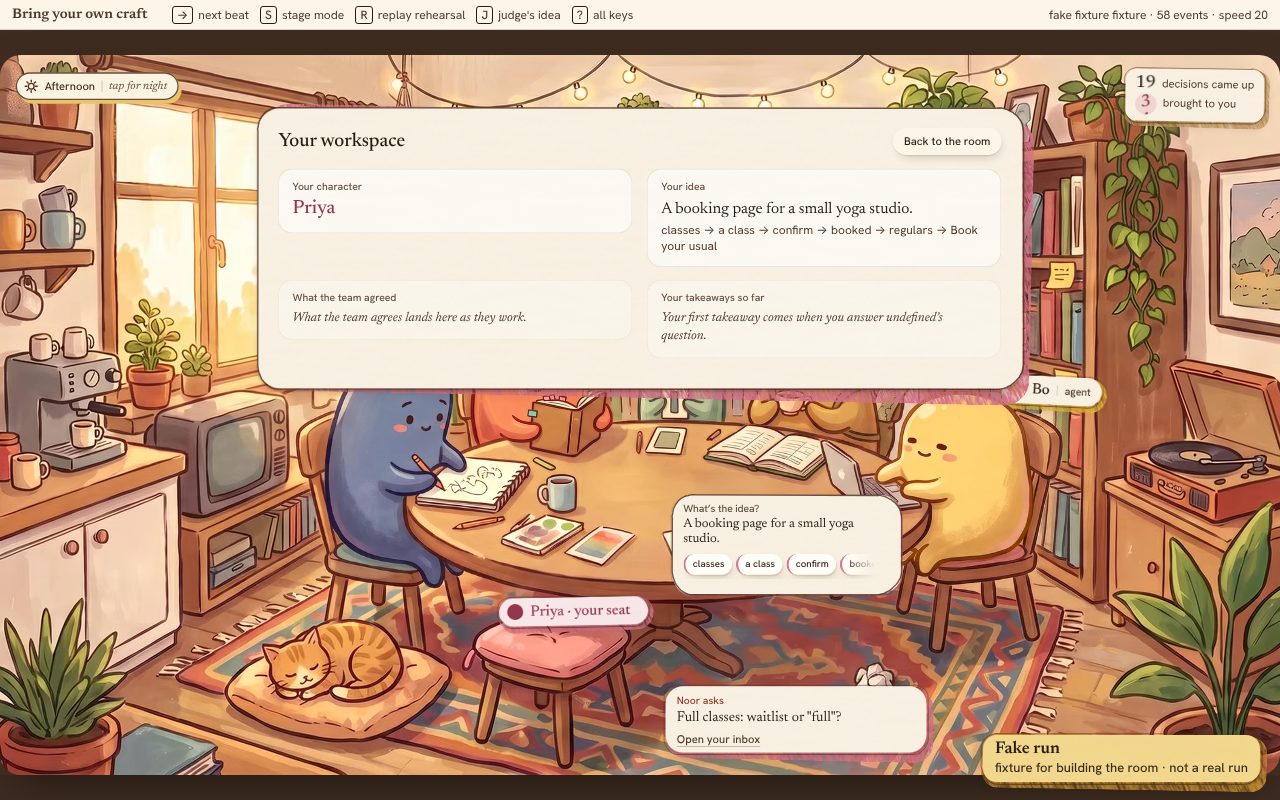 Bring your own craft
→ next beat S stage mode R replay rehearsal J judge's idea ? all keys
fake fixture fixture · 58 events · speed 20
Afternoon | tap for night
19 decisions came up
3 brought to you
Your workspace
Back to the room
Your character
Priya
Your idea
A booking page for a small yoga studio.
classes → a class → confirm → booked → regulars → Book
your usual
What the team agreed
What the team agrees lands here as they work.
Your takeaways so far
Your first takeaway comes when you answer undefined's
question.
Bo | agent
What's the idea?
A booking page for a small yoga
studio.
classes a class confirm book
Priya · your seat
Noor asks
Full classes: waitlist or "full"?
Open your inbox
Fake run
fixture for building the room · not a real run